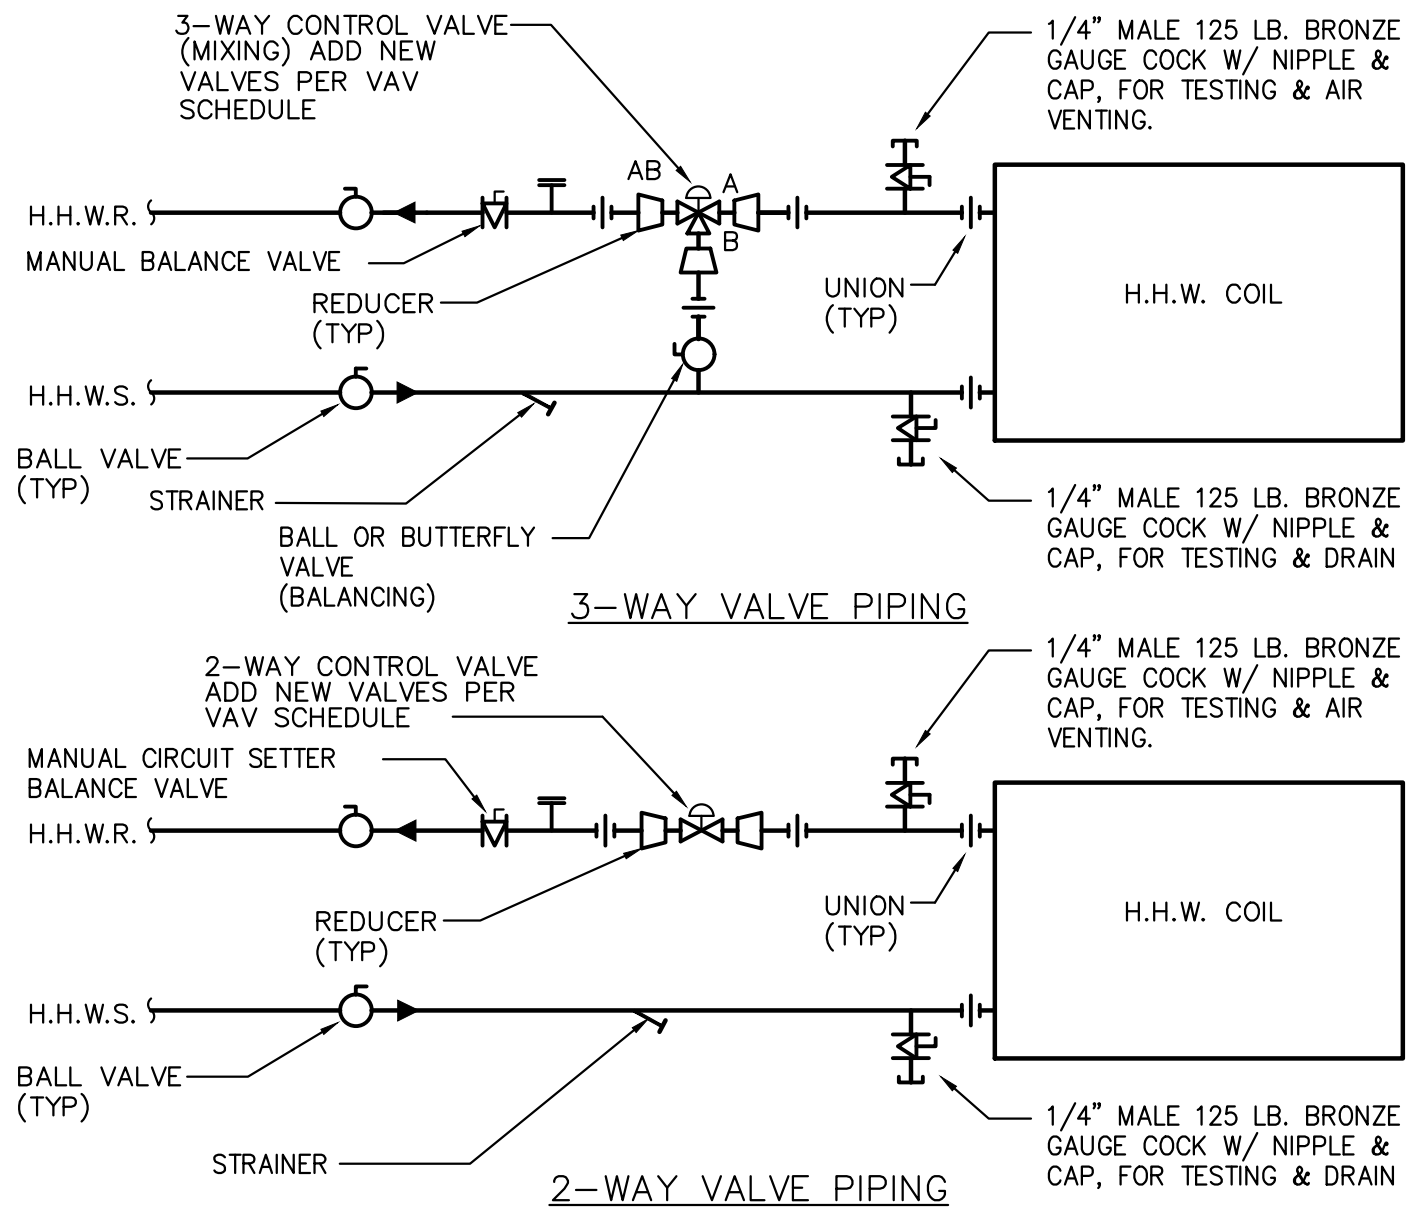 3-WAY CONTROL VALVE
(MIXING) ADD NEW
VALVES PER VAV
SCHEDULE
1/4" MALE 125 LB. BRONZE
GAUGE COCK W/ NIPPLE &
CAP, FOR TESTING & AIR
VENTING.
AB
A
B
H.H.W.R.
MANUAL BALANCE VALVE
REDUCER
(TYP)
UNION
(TYP)
H.H.W. COIL
H.H.W.S.
BALL VALVE
(TYP)
STRAINER
BALL OR BUTTERFLY
VALVE
(BALANCING)
1/4" MALE 125 LB. BRONZE
GAUGE COCK W/ NIPPLE &
CAP, FOR TESTING & DRAIN
3-WAY VALVE PIPING
2-WAY CONTROL VALVE
ADD NEW VALVES PER
VAV SCHEDULE
1/4" MALE 125 LB. BRONZE
GAUGE COCK W/ NIPPLE &
CAP, FOR TESTING & AIR
VENTING.
MANUAL CIRCUIT SETTER
BALANCE VALVE
H.H.W.R.
REDUCER
(TYP)
UNION
(TYP)
H.H.W. COIL
H.H.W.S.
BALL VALVE
(TYP)
STRAINER
1/4" MALE 125 LB. BRONZE
GAUGE COCK W/ NIPPLE &
CAP, FOR TESTING & DRAIN
2-WAY VALVE PIPING